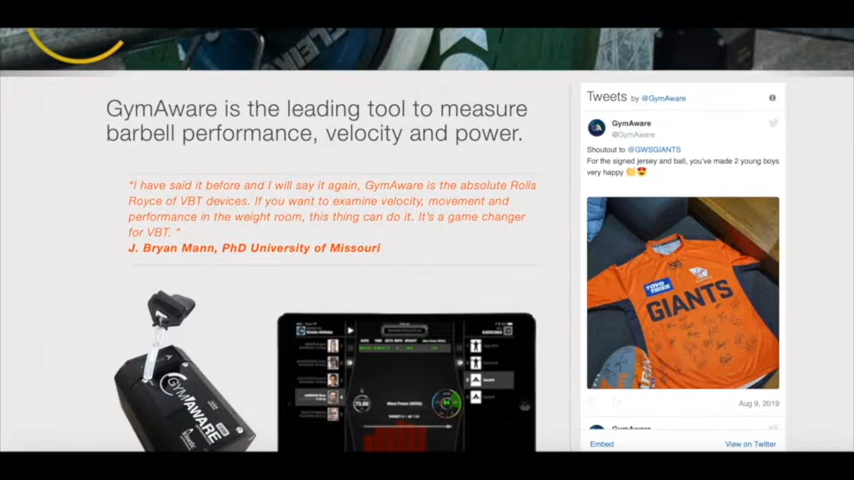 GymAware is the leading tool to measure
barbell performance, velocity and power.
"I have said it before and I will say it again, GymAware is the absolute Rolls
Royce of VBT devices. If you want to examine velocity, movement and
performance in the weight room, this thing can do it. It's a game changer
for VBT. "
J. Bryan Mann, PhD University of Missouri
GYMAWARE
Tweets by @GymAware
GymAware
@GymAware
Shoutout to @GWSGIANTS
For the signed jersey and ball, you've made 2 young boys
very happy
TOYO TIRES
GIANTS
Aug 9, 2019
GymAware
Embed
View on Twitter